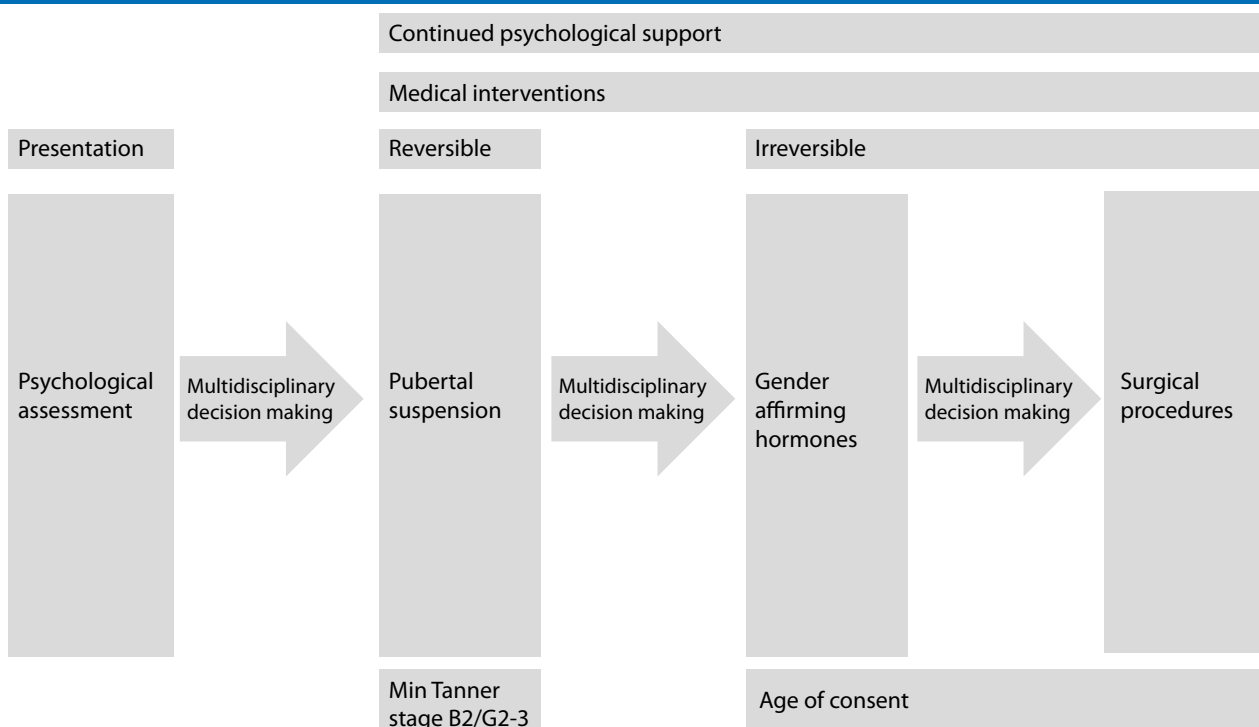 Continued psychological support
Medical interventions
Presentation
Reversible
Irreversible
Psychological
assessment
Multidisciplinary
decision making
Pubertal
suspension
Multidisciplinary
decision making
Gender
affirming
hormones
Multidisciplinary
decision making
Surgical
procedures
Min Tanner
stage B2/G2-3
Age of consent